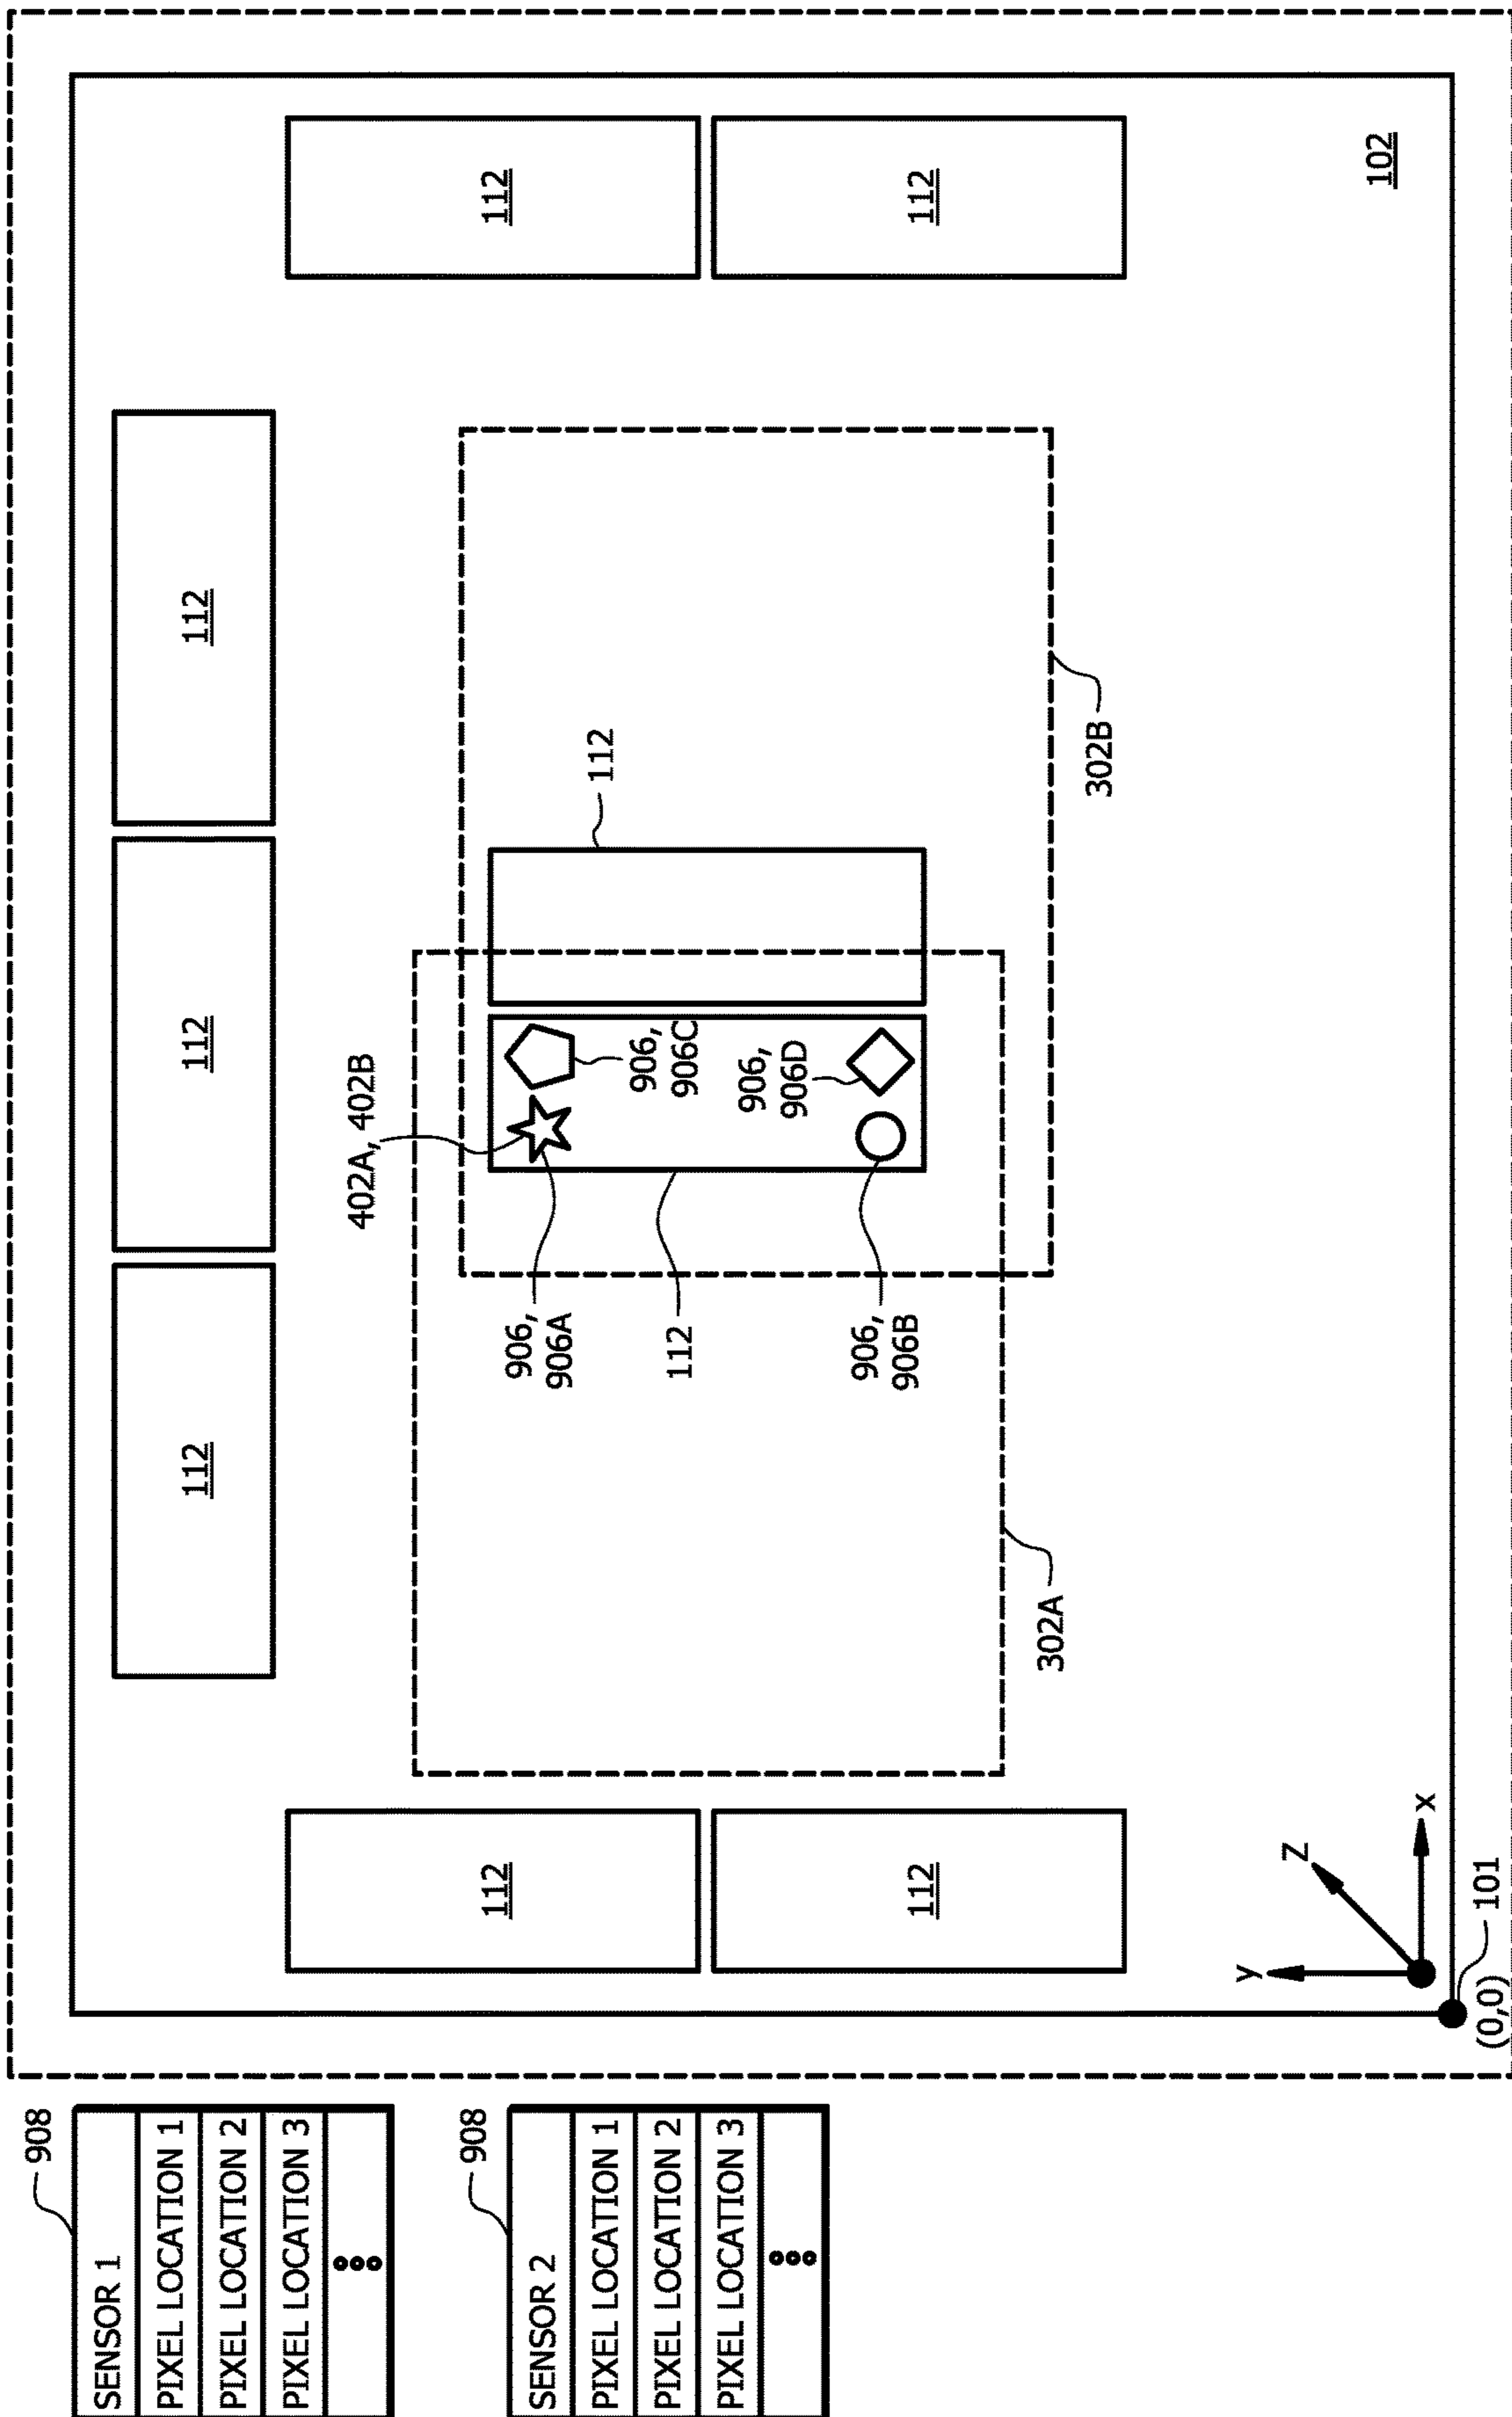 908
SENSOR 1
PIXEL LOCATION 1
PIXEL LOCATION 2
PIXEL LOCATION 3
908
SENSOR 2
PIXEL LOCATION 1
PIXEL LOCATION 2
PIXEL LOCATION 3
112
112
112
112
112
112
112
402A, 402B
112
906,
906C
906,
906A
906,
906D
112
906,
906B
302A
302B
102
y
Z
x
101
(0,0)